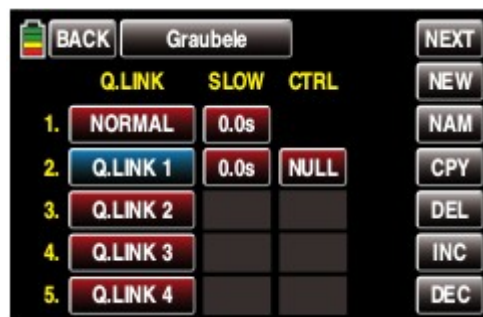 BACK Graubele NEXT
Q.LINK SLOW CTRL NEW
1. NORMAL 0.0s NAM
2. Q.LINK 1 0.0s NULL CPY
3. Q.LINK 2 DEL
4. Q.LINK 3 INC
5. Q.LINK 4 DEC